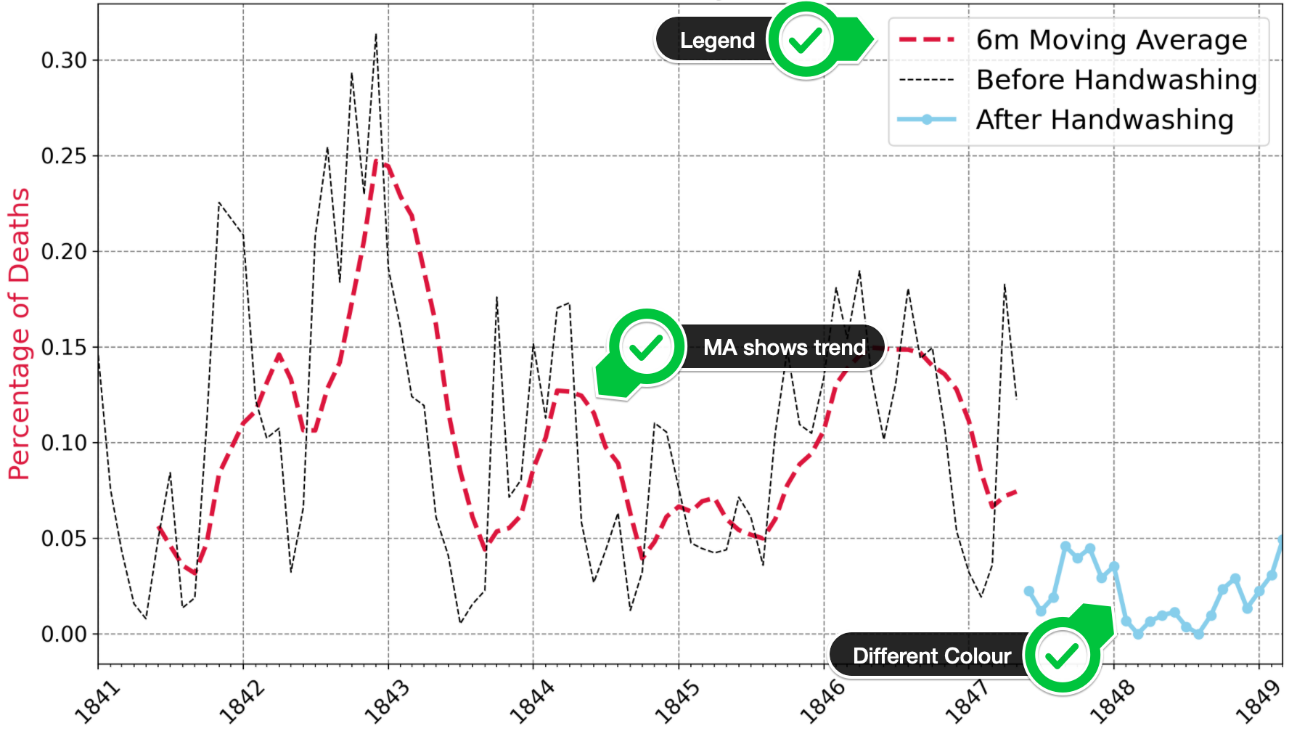 Legend
6m Moving Average
Before Handwashing
After Handwashing
Percentage of Deaths
0.30
0.25
0.20
0.15
0.10
0.05
0.00
MA shows trend
Different Colour
1841
1842
1843
1844
1845
1846
1847
1848
1849